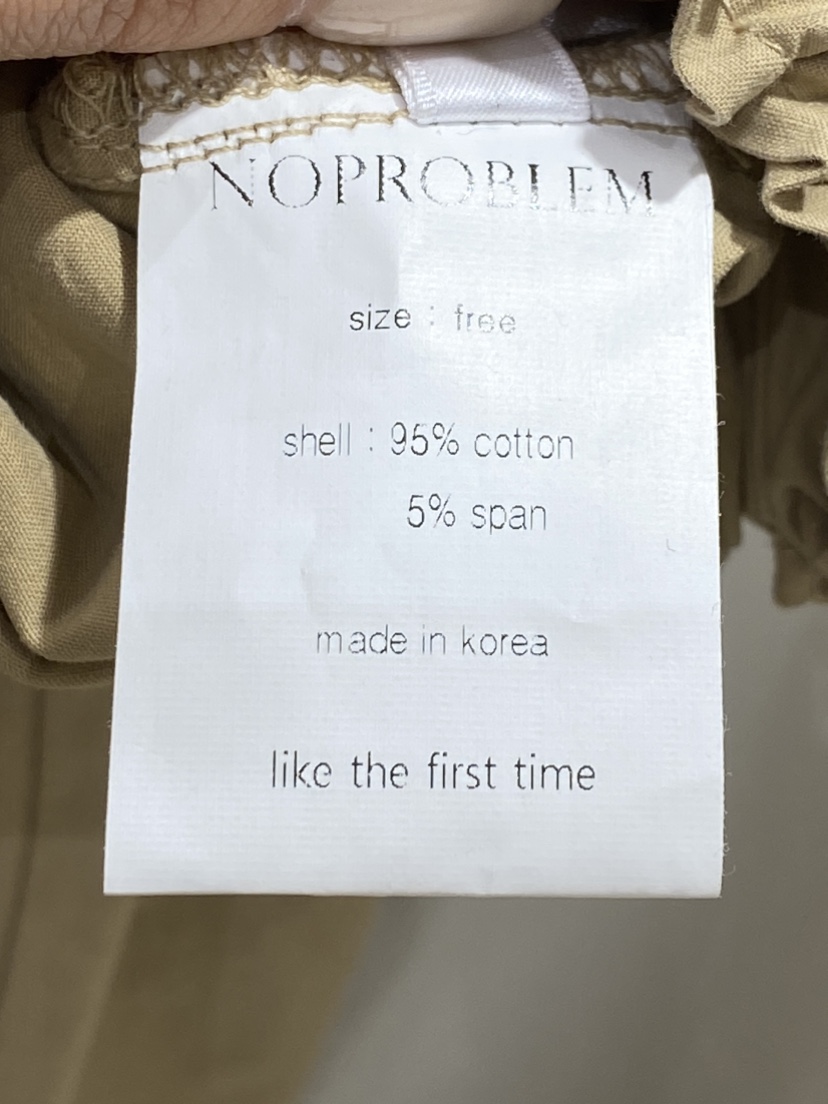 NOPROBLEM
size : free
shell : 95% cotton
5% span
made in korea
like the first time